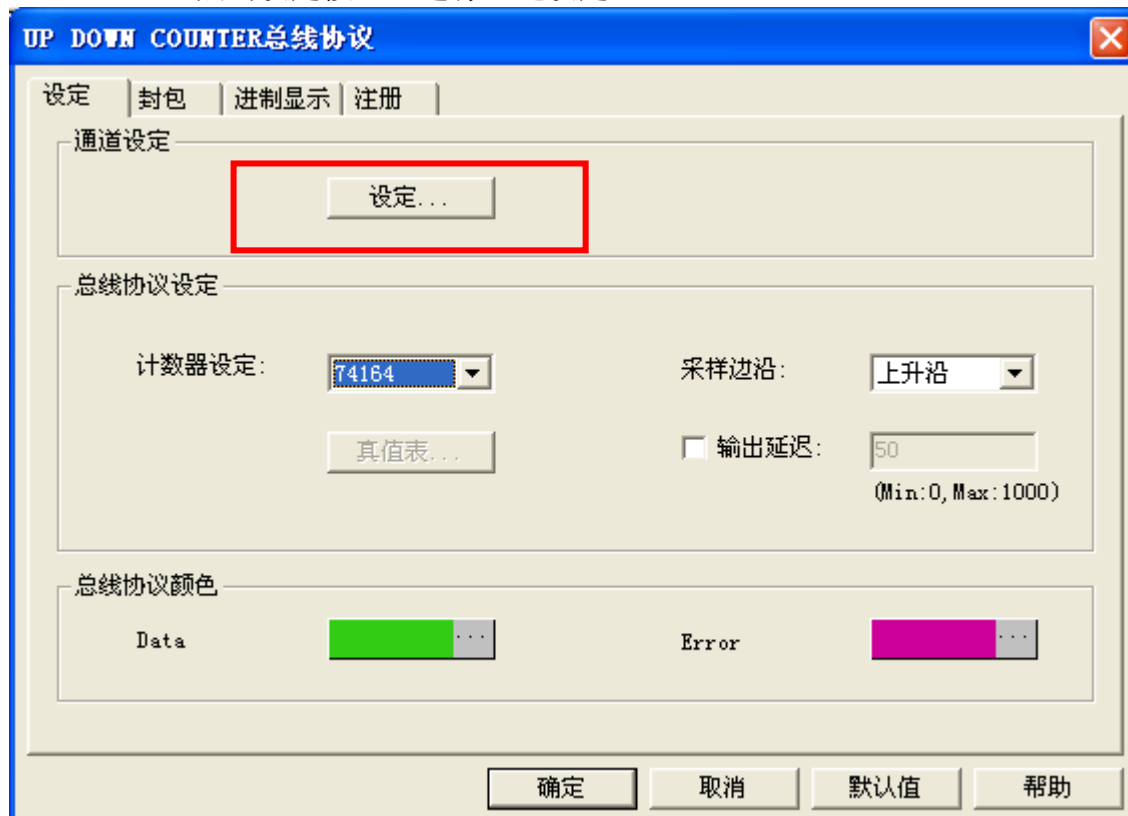 UP DOWN COUNTER总线协议
设定 封包 进制显示 注册
通道设定
设定...
总线协议设定
计数器设定: 74164 采样边沿: 上升沿
真值表... 输出延迟: 50
(Min:0,Max:1000)
总线协议颜色
Data ... Error ...
确定 取消 默认值 帮助